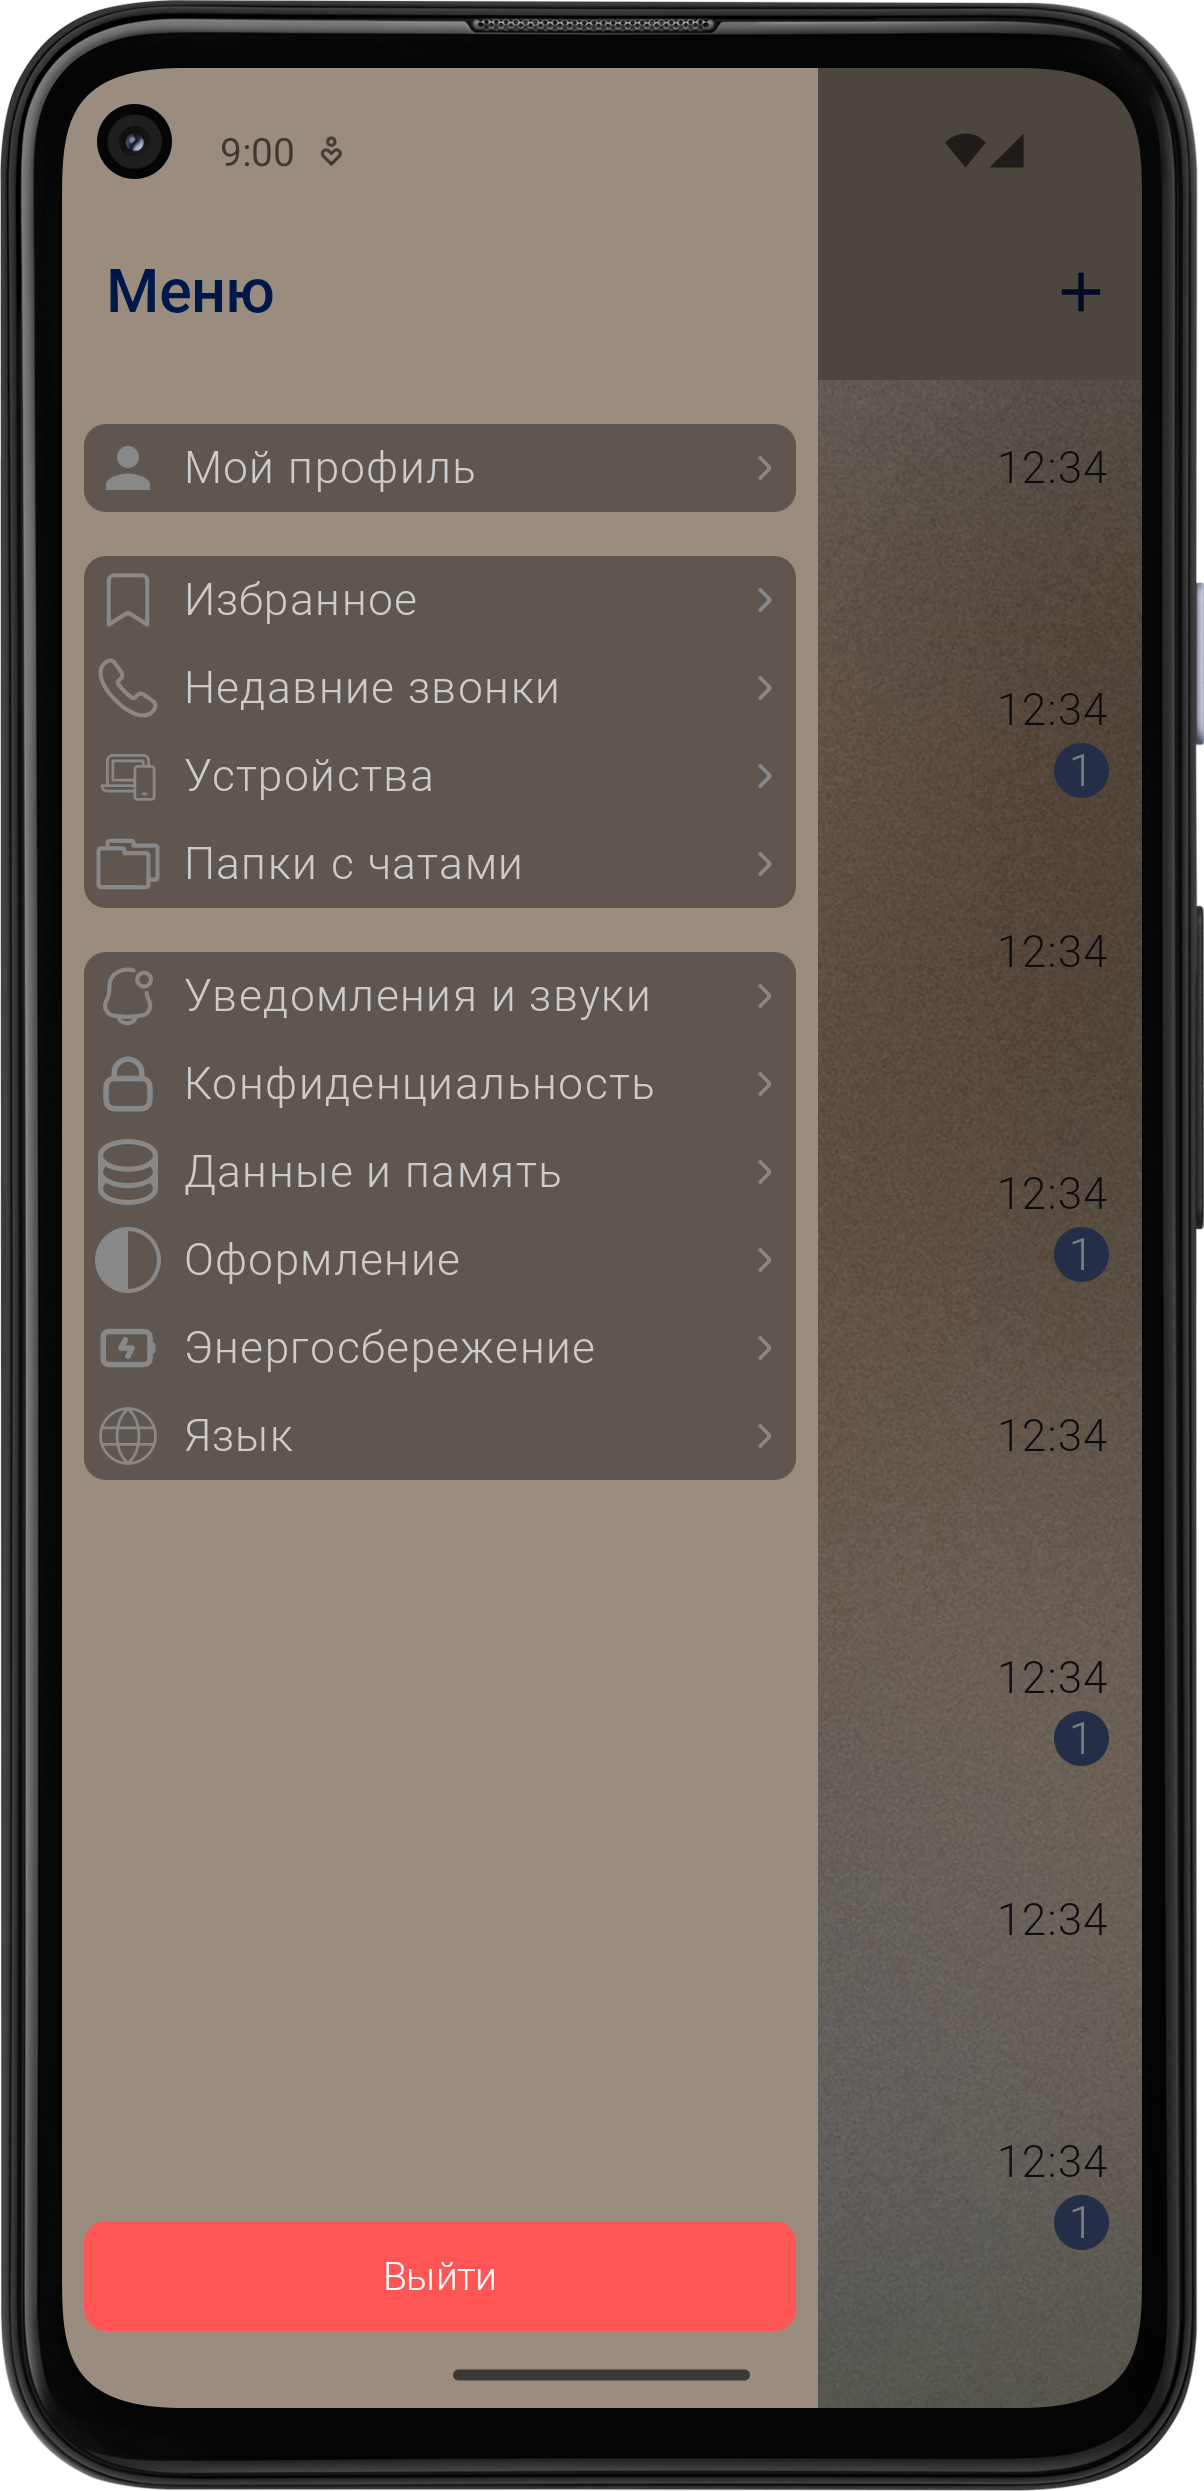 9:00
Меню
Мой профиль
12:34
Избранное
Недавние звонки
12:34
Устройства
1
Папки с чатами
12:34
Уведомления и звуки
Конфиденциальность
Данные и память
12:34
Оформление
1
Энергосбережение
Язык
12:34
12:34
1
12:34
12:34
1
Выйти